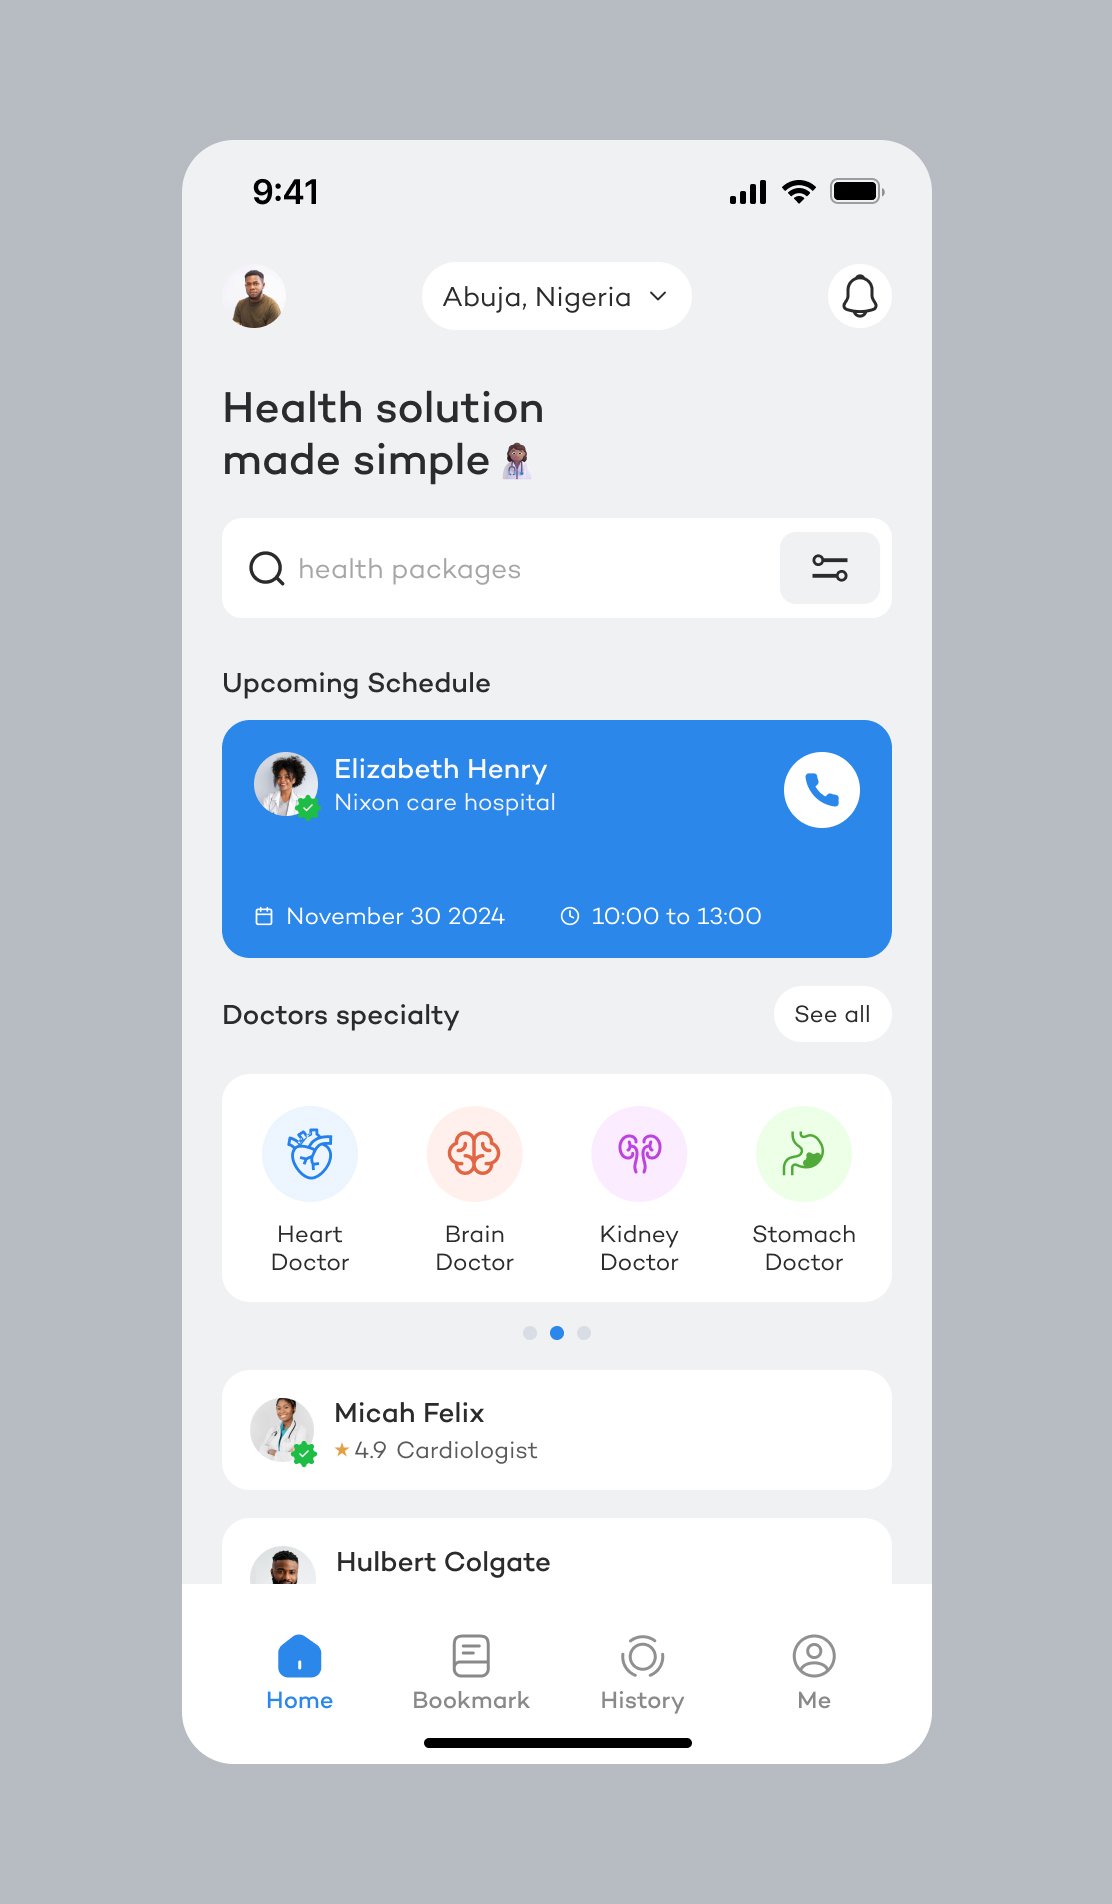 9:41
Abuja, Nigeria
Health solution
made simple
health packages
Upcoming Schedule
Elizabeth Henry
Nixon care hospital
November 30 2024
10:00 to 13:00
Doctors specialty
See all
Heart
Doctor
Brain
Doctor
Kidney
Doctor
Stomach
Doctor
Micah Felix
4.9 Cardiologist
Hulbert Colgate
Home
Bookmark
History
Me